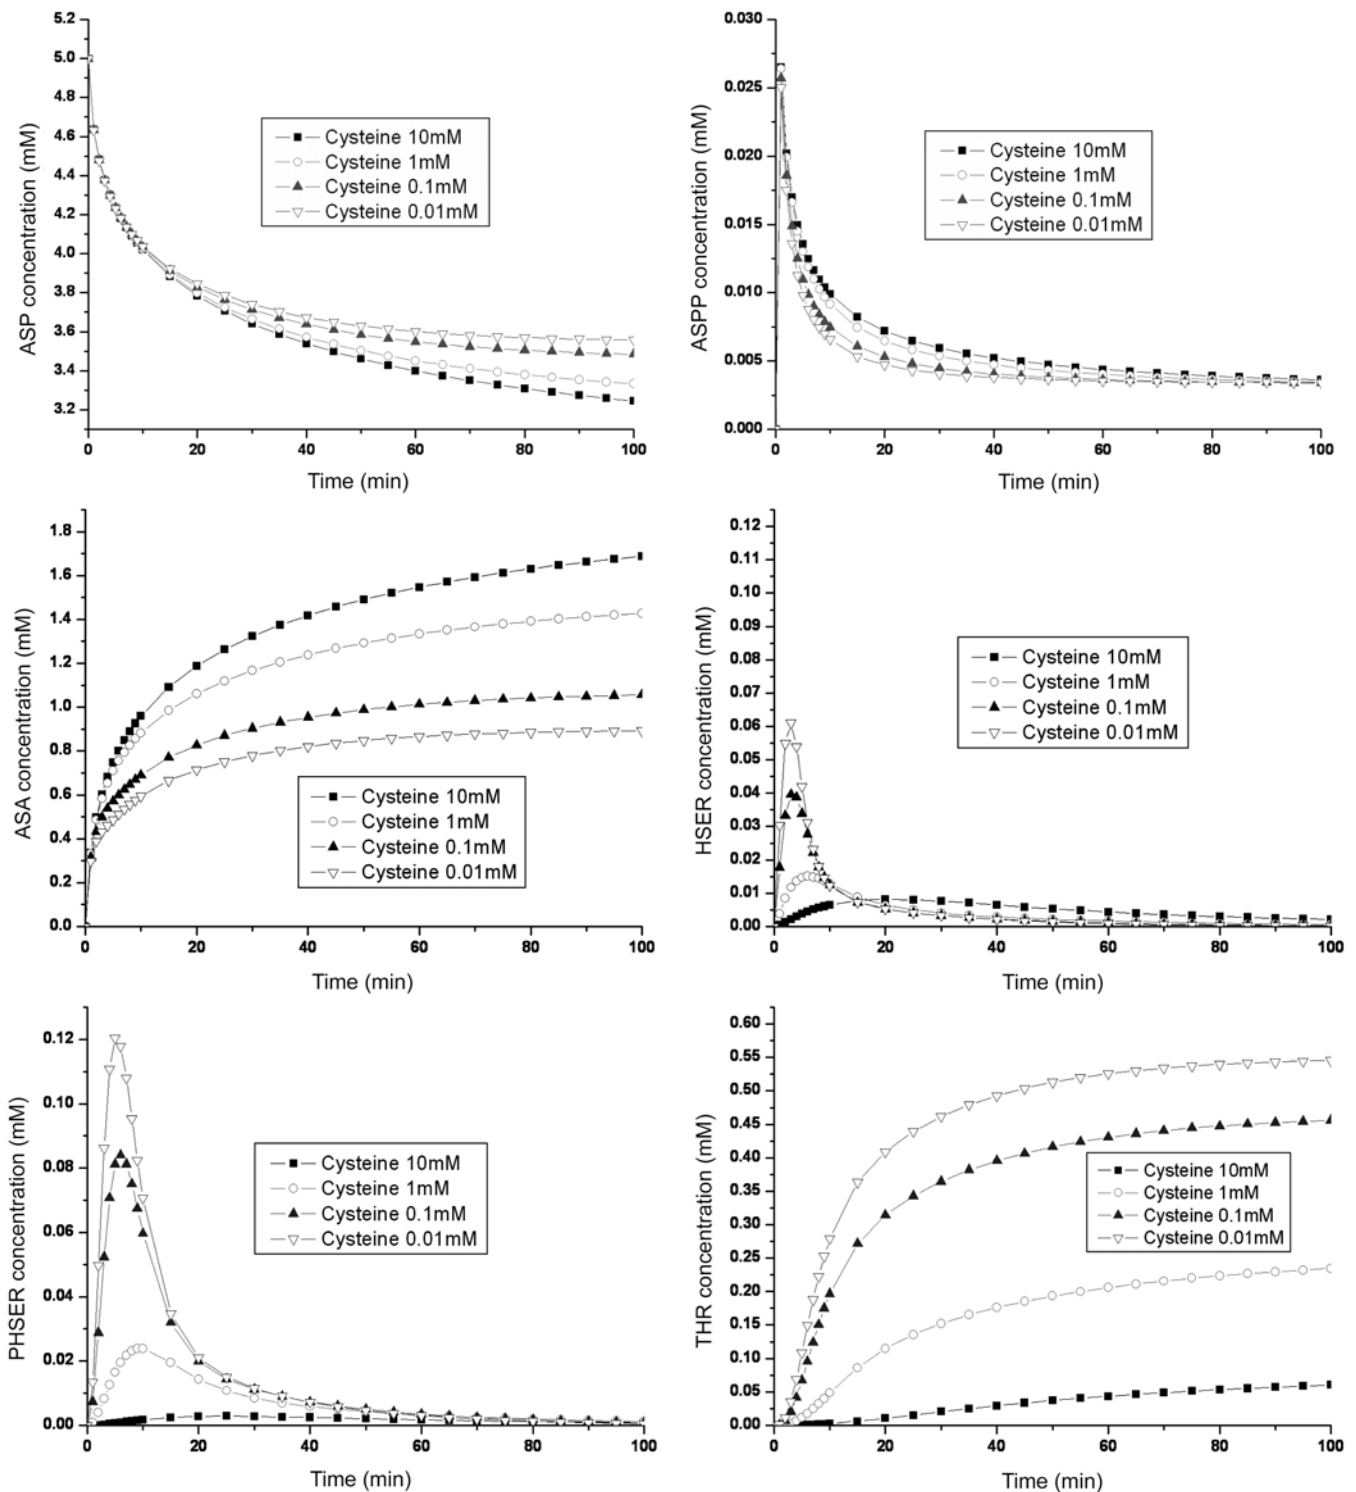 ASP concentration (mM)
5.2
5.0
4.6
4.4
4.2
4.0
3.8
3.6
3.4
3.2
Cysteine 10mM
Cysteine 1mM
Cysteine 0.1mM
Cysteine 0.01mM
0 20 40 60 80 100
Time (min)
ASPP concentration (mM)
0.030
0.025
0.020
0.015
0.010
0.005
0.000
Cysteine 10mM
Cysteine 1mM
Cysteine 0.1mM
Cysteine 0.01mM
0 20 40 60 80 100
Time (min)
ASA concentration (mM)
1.8
1.6
1.4
1.2
1.0
0.8
0.6
0.4
0.2
0.0
Cysteine 10mM
Cysteine 1mM
Cysteine 0.1mM
Cysteine 0.01mM
0 20 40 60 80 100
Time (min)
HSER concentration (mM)
0.12
0.11
0.10
0.09
0.08
0.07
0.06
0.05
0.04
0.03
0.02
0.01
0.00
Cysteine 10mM
Cysteine 1mM
Cysteine 0.1mM
Cysteine 0.01mM
0 20 40 60 80 100
Time (min)
PHSER concentration (mM)
0.12
0.10
0.08
0.06
0.04
0.02
0.00
Cysteine 10mM
Cysteine 1mM
Cysteine 0.1mM
Cysteine 0.01mM
0 20 40 60 80 100
Time (min)
THR concentration (mM)
0.60
0.55
0.50
0.45
0.40
0.35
0.30
0.25
0.20
0.15
0.10
0.05
0.00
Cysteine 10mM
Cysteine 1mM
Cysteine 0.1mM
Cysteine 0.01mM
0 20 40 60 80 100
Time (min)